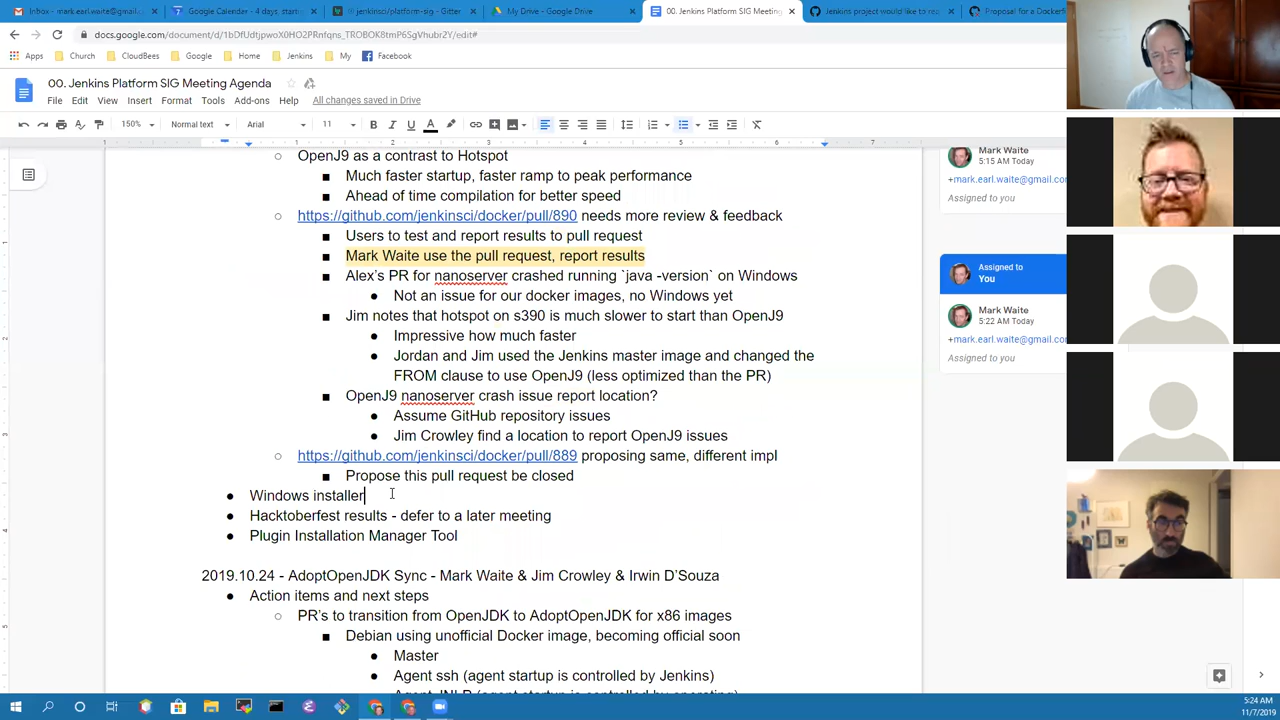 Inbox - mark.earl.waite@gmail.co
Google Calendar - 4 days, startin
jenkinsci/platform-sig - Gitter
My Drive - Google Drive
00. Jenkins Platform SIG Meeting
Jenkins project would like to rea
Proposal for a Dockerf
docs.google.com/document/d/
/edit#
Apps
Church
CloudBees
Google
Home
Jenkins
My
Facebook
00. Jenkins Platform SIG Meeting Agenda
File Edit View Insert Format Tools Add-ons Help All changes saved in Drive
150% Normal text Arial 11
1 1 2 3 4 5 6 7
○ OpenJ9 as a contrast to Hotspot
■ Much faster startup, faster ramp to peak performance
■ Ahead of time compilation for better speed
○ https://github.com/jenkinsci/docker/pull/890 needs more review & feedback
■ Users to test and report results to pull request
■ Mark Waite use the pull request, report results
■ Alex’s PR for nanoserver crashed running `java -version` on Windows
● Not an issue for our docker images, no Windows yet
■ Jim notes that hotspot on s390 is much slower to start than OpenJ9
● Impressive how much faster
● Jordan and Jim used the Jenkins master image and changed the
FROM clause to use OpenJ9 (less optimized than the PR)
■ OpenJ9 nanoserver crash issue report location?
● Assume GitHub repository issues
● Jim Crowley find a location to report OpenJ9 issues
○ https://github.com/jenkinsci/docker/pull/889 proposing same, different impl
■ Propose this pull request be closed
● Windows installer
● Hacktoberfest results - defer to a later meeting
● Plugin Installation Manager Tool
2019.10.24 - AdoptOpenJDK Sync - Mark Waite & Jim Crowley & Irwin D’Souza
● Action items and next steps
○ PR’s to transition from OpenJDK to AdoptOpenJDK for x86 images
■ Debian using unofficial Docker image, becoming official soon
● Master
● Agent ssh (agent startup is controlled by Jenkins)
Mark Waite
5:15 AM Today
+mark.earl.waite@gmail.co
Assigned to you
Assigned to
You
Mark Waite
5:22 AM Today
+mark.earl.waite@gmail.co
Assigned to you
5:24 AM
11/7/2019